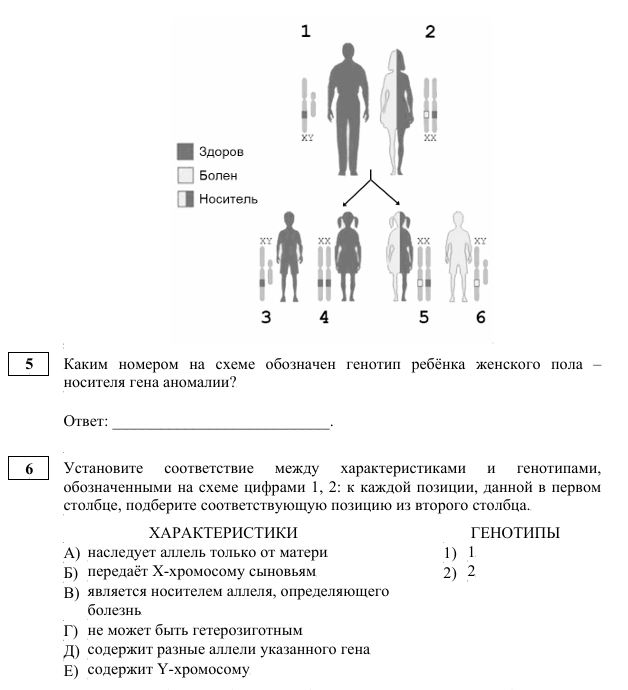 1 2
XY XX
Здоров
Болен
Носитель
XY XX XX XY
3 4 5 6
5 Каким номером на схеме обозначен генотип ребёнка женского пола –
носителя гена аномалии?
Ответ: ___________________________.
6 Установите соответствие между характеристиками и генотипами,
обозначенными на схеме цифрами 1, 2: к каждой позиции, данной в первом
столбце, подберите соответствующую позицию из второго столбца.
ХАРАКТЕРИСТИКИ ГЕНОТИПЫ
А) наследует аллель только от матери 1) 1
Б) передаёт Х-хромосому сыновьям 2) 2
В) является носителем аллеля, определяющего
болезнь
Г) не может быть гетерозиготным
Д) содержит разные аллели указанного гена
Е) содержит Y-хромосому